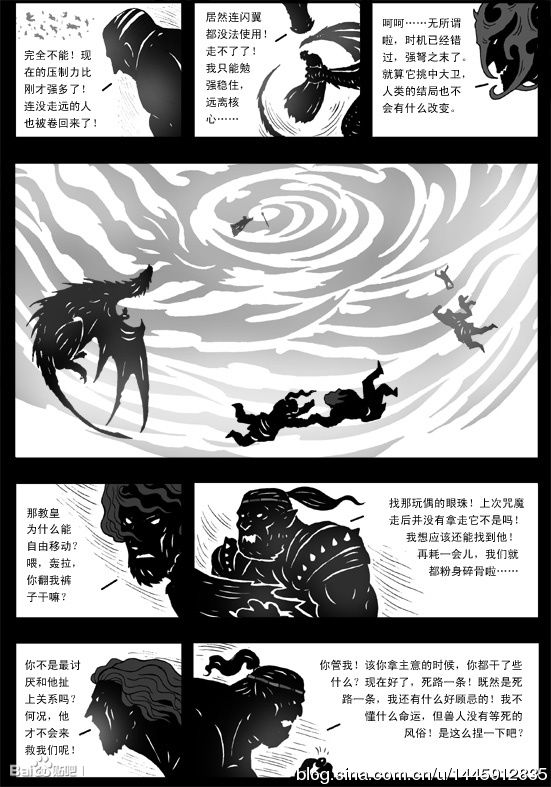 完全不能！现
在的压制力比
刚才强多了！
连没走远的人
也被卷回来了！
居然连闪翼
都没法使用！
走不了了！
我只能勉
强稳住，
远离核
心……
呵呵……无所谓
啦，时机已经错
过，强弩之末了。
就算它挑中大卫，
人类的结局也不
会有什么改变。
那教皇
为什么能
自由移动？
喂，轰拉，
你翻我裤
子干嘛？
找那玩偶的眼珠！上次咒魔
走后并没有拿走它不是吗！
我想应该还能找到他！
再耗一会儿，我们就
都粉身碎骨啦……
你不是最讨
厌和他扯
上关系吗？
何况，他
才不会来
救我们呢！
你管我！该你拿主意的时候，你都干了些
什么？现在好了，死路一条！既然是死
路一条，我还有什么好顾忌的！我不
懂什么命运，但兽人没有等死的
风俗！是这么捏一下吧？
Bai 贴吧
blog.sina.com.cn/u/1445912835